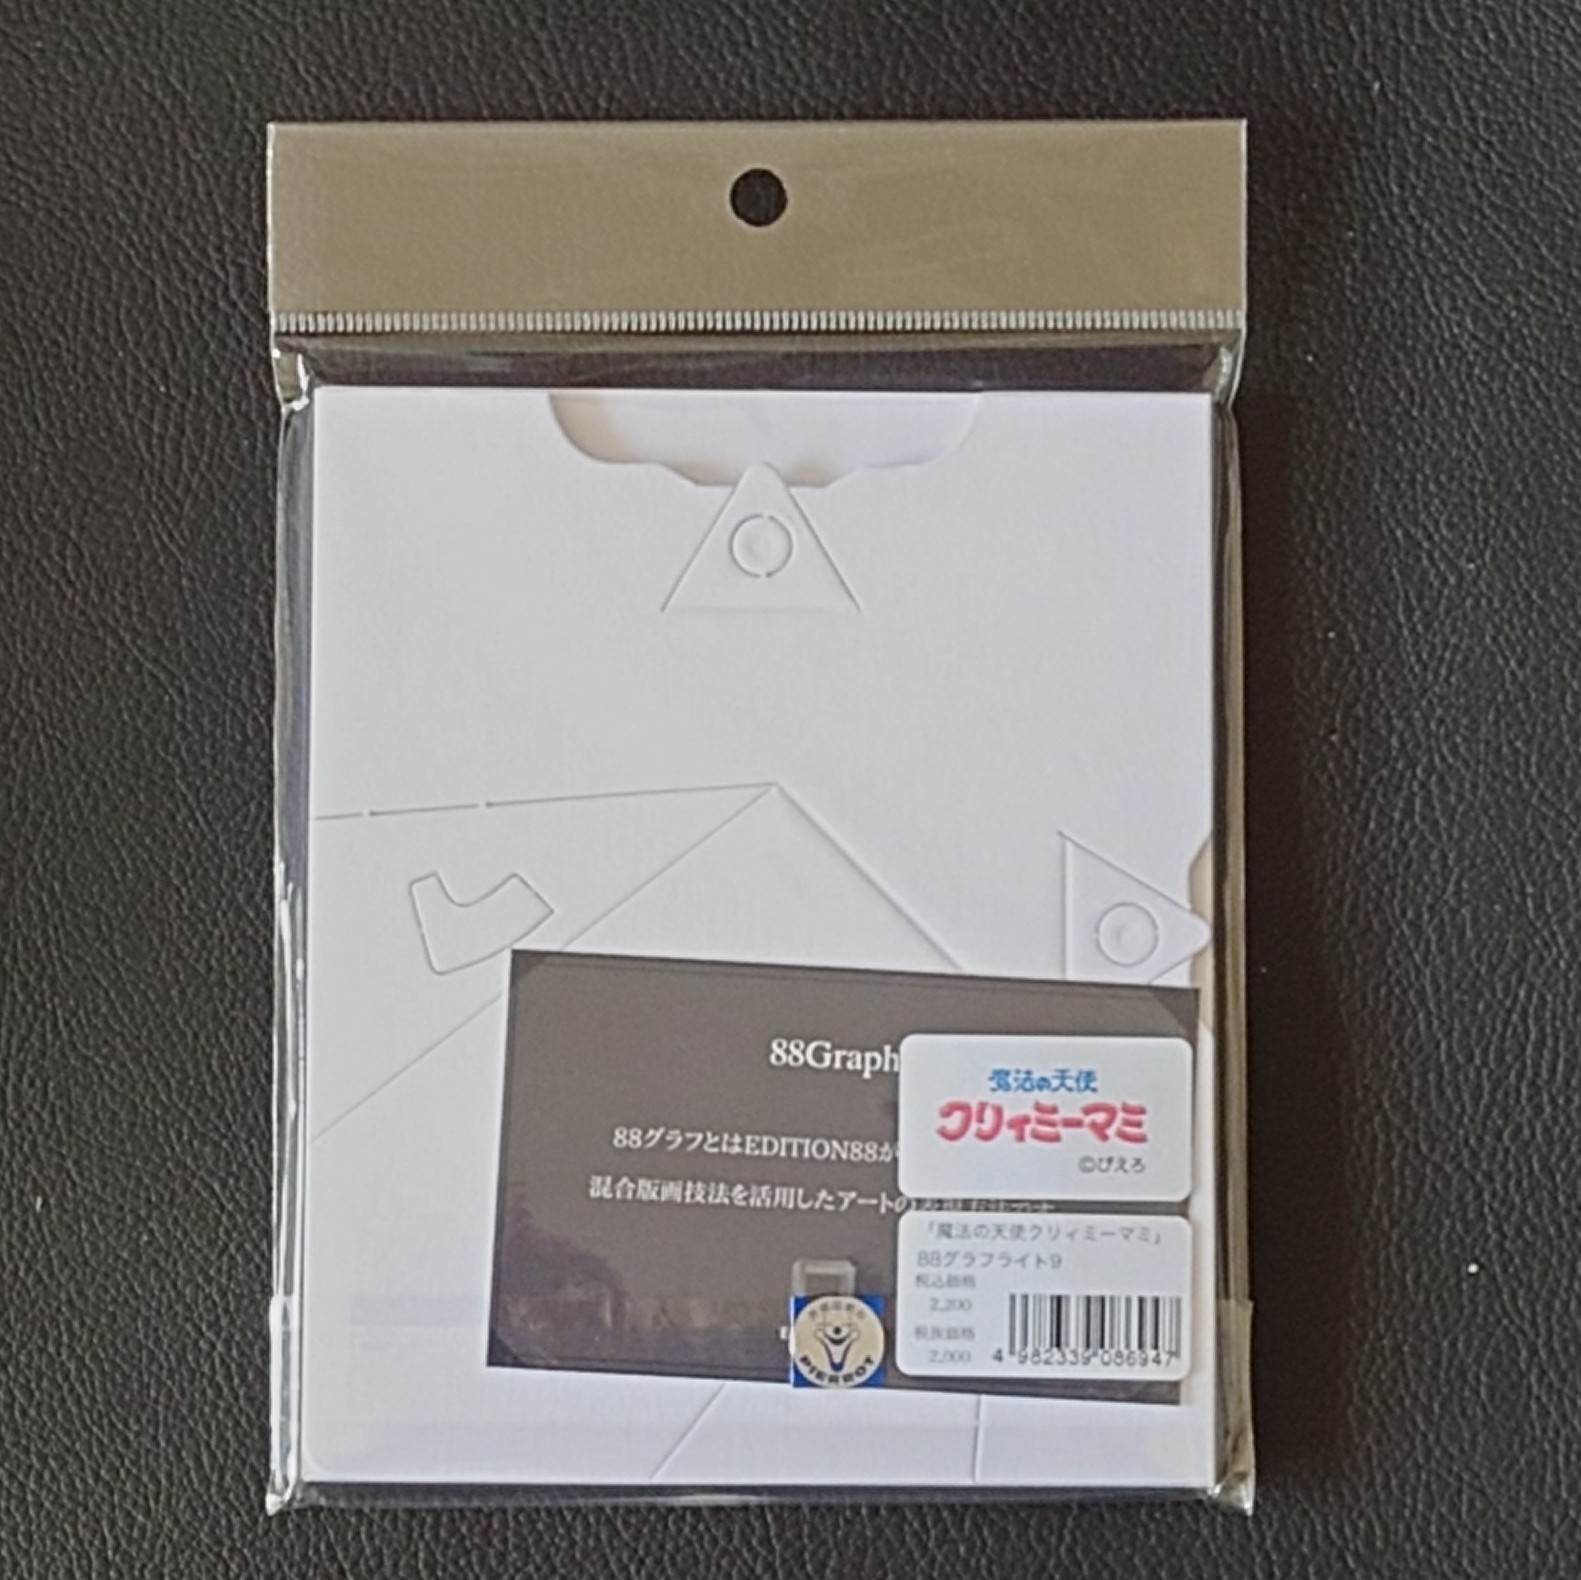 88Graph
88グラフとはEDITION88が
混合版画技法を活用したアートの
魔法の天使
クリィミーマミ
©ぴえろ
「魔法の天使クリィミーマミ」
88グラフライト9
税込価格
2,200
税抜価格
2,000
4 982339 086947
PIERROT